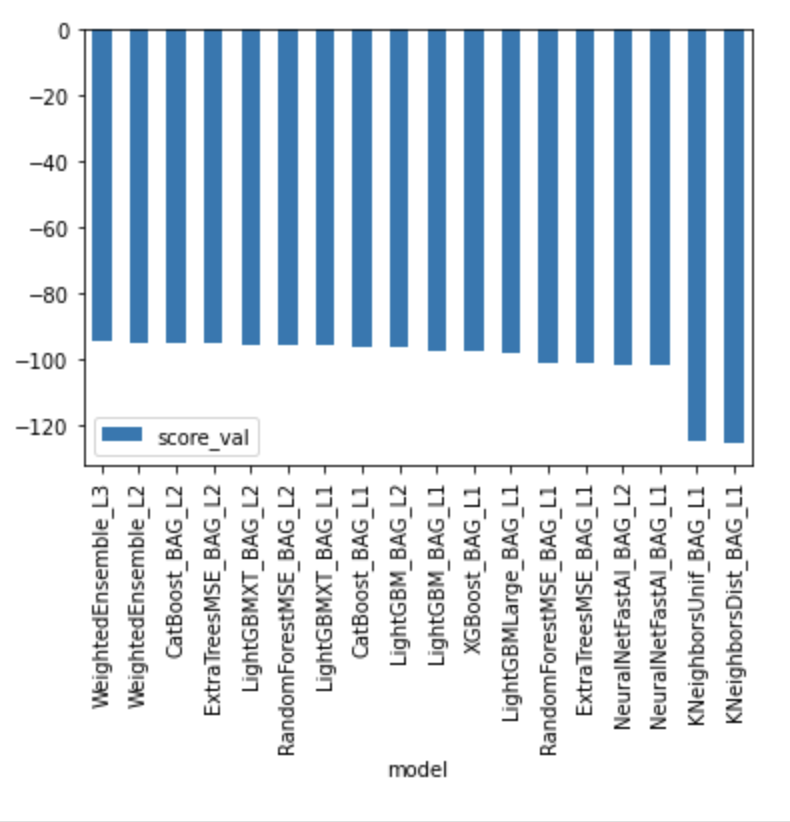 0
−20
−40
−60
−80
−100
−120
score_val
WeightedEnsemble_L3
WeightedEnsemble_L2
CatBoost_BAG_L2
ExtraTreesMSE_BAG_L2
LightGBMXT_BAG_L2
RandomForestMSE_BAG_L2
LightGBMXT_BAG_L1
CatBoost_BAG_L1
LightGBM_BAG_L2
LightGBM_BAG_L1
XGBoost_BAG_L1
LightGBMLarge_BAG_L1
RandomForestMSE_BAG_L1
ExtraTreesMSE_BAG_L1
NeuralNetFastAI_BAG_L2
NeuralNetFastAI_BAG_L1
KNeighborsUnif_BAG_L1
KNeighborsDist_BAG_L1
model